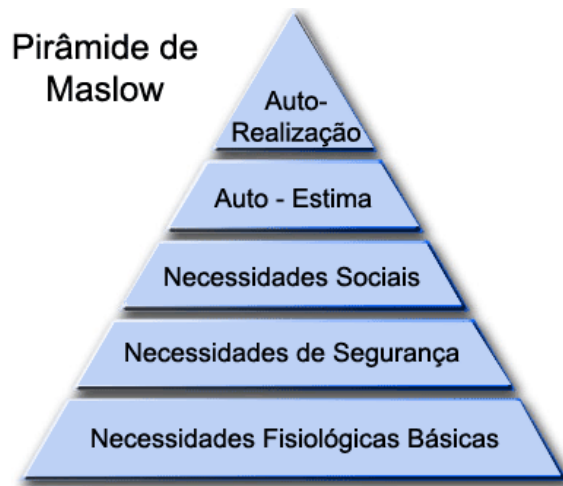 Pirâmide de
Maslow
Auto-
Realização
Auto - Estima
Necessidades Sociais
Necessidades de Segurança
Necessidades Fisiológicas Básicas